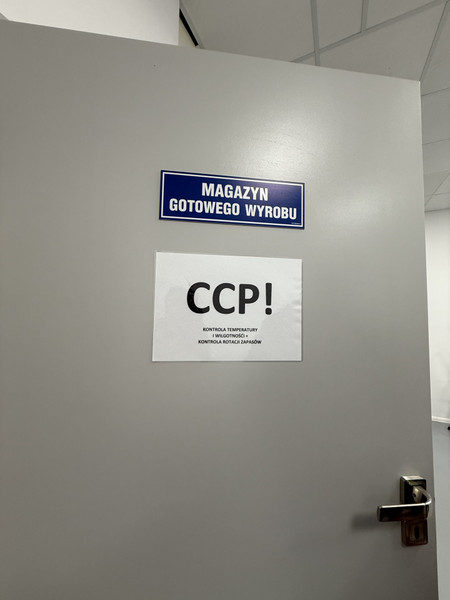 MAGAZYN
GOTOWEGO WYROBU
CCP!
KONTROLA TEMPERATURY
I WILGOTNOŚCI +
KONTROLA ROTACJI ZAPASÓW